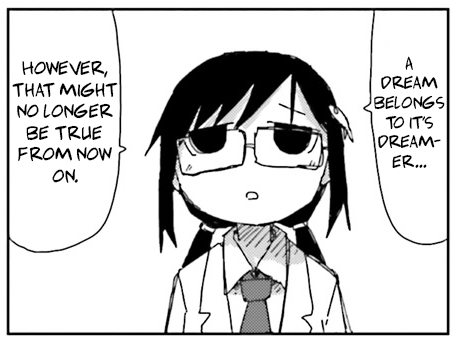 A
DREAM
BELONGS
TO IT'S
DREAM-
ER...
HOWEVER,
THAT MIGHT
NO LONGER
BE TRUE
FROM NOW
ON.